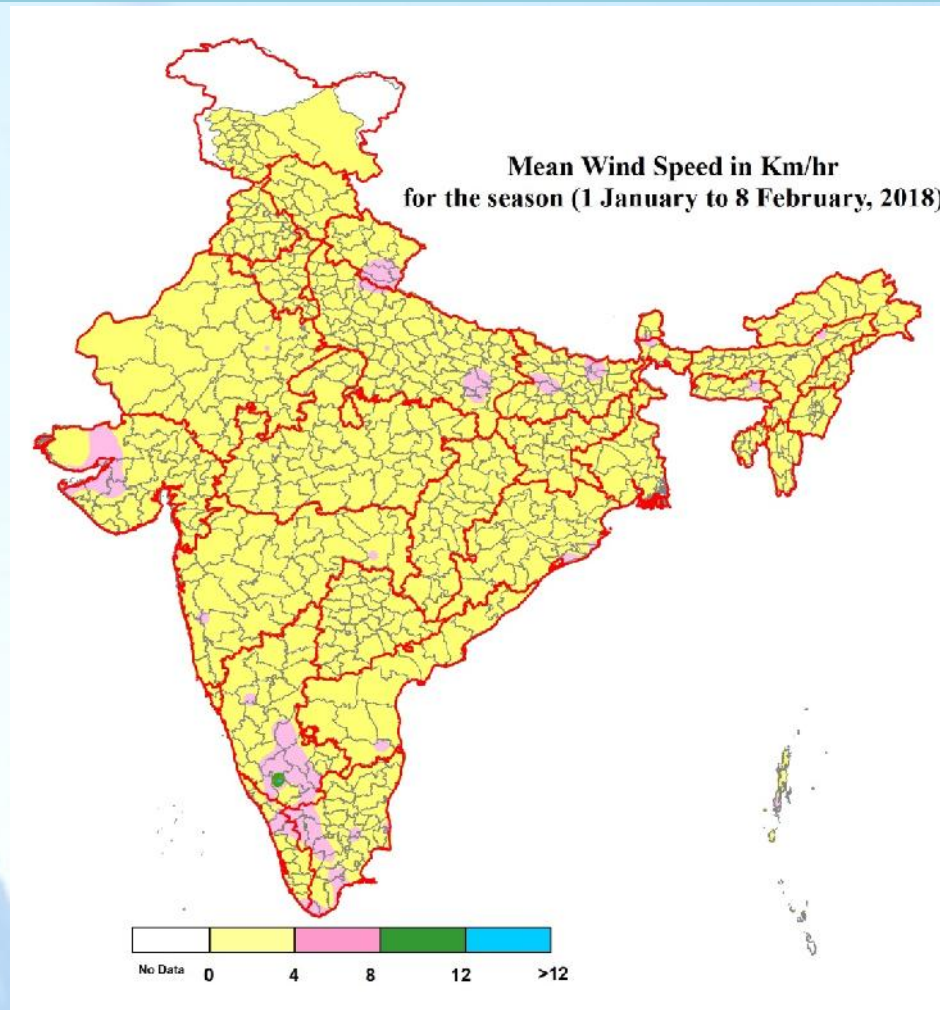 Mean Wind Speed in Km/hr
for the season (1 January to 8 February, 2018)
No Data 0 4 8 12 >12